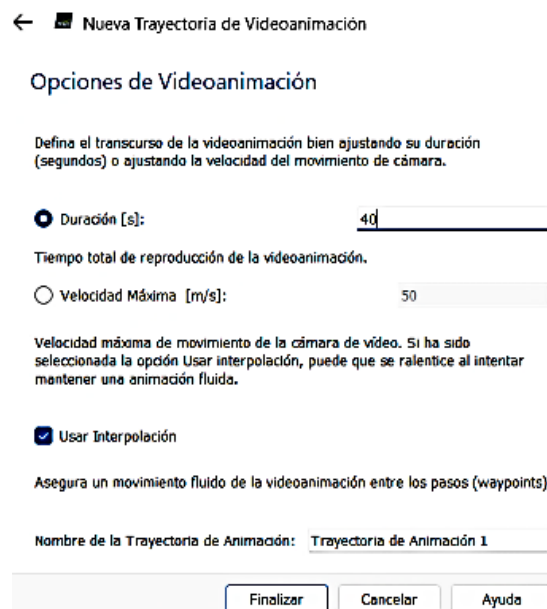 Nueva Trayectoria de Videoanimación
Opciones de Videoanimación
Defina el transcurso de la videoanimación bien ajustando su duración
(segundos) o ajustando la velocidad del movimiento de cámara.
Duración [s]: 40
Tiempo total de reproducción de la videoanimación.
Velocidad Máxima [m/s]: 50
Velocidad máxima de movimiento de la cámara de vídeo. Si ha sido
seleccionada la opción Usar interpolación, puede que se ralentice al intentar
mantener una animación fluida.
Usar Interpolación
Asegura un movimiento fluido de la videoanimación entre los pasos (waypoints)
Nombre de la Trayectoria de Animación: Trayectoria de Animación 1
Finalizar Cancelar Ayuda